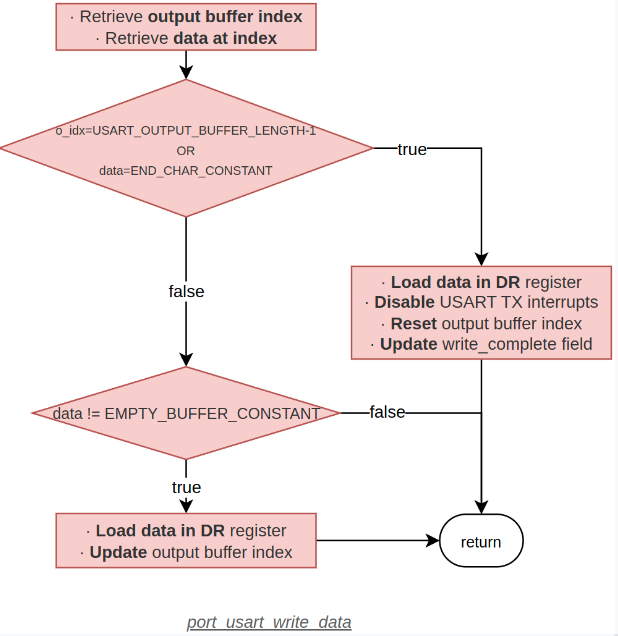 · Retrieve output buffer index
· Retrieve data at index
o_idx=USART_OUTPUT_BUFFER_LENGTH-1
OR
data=END_CHAR_CONSTANT
true
· Load data in DR register
· Disable USART TX interrupts
· Reset output buffer index
· Update write_complete field
false
data != EMPTY_BUFFER_CONSTANT
false
true
· Load data in DR register
· Update output buffer index
return
port_usart_write_data